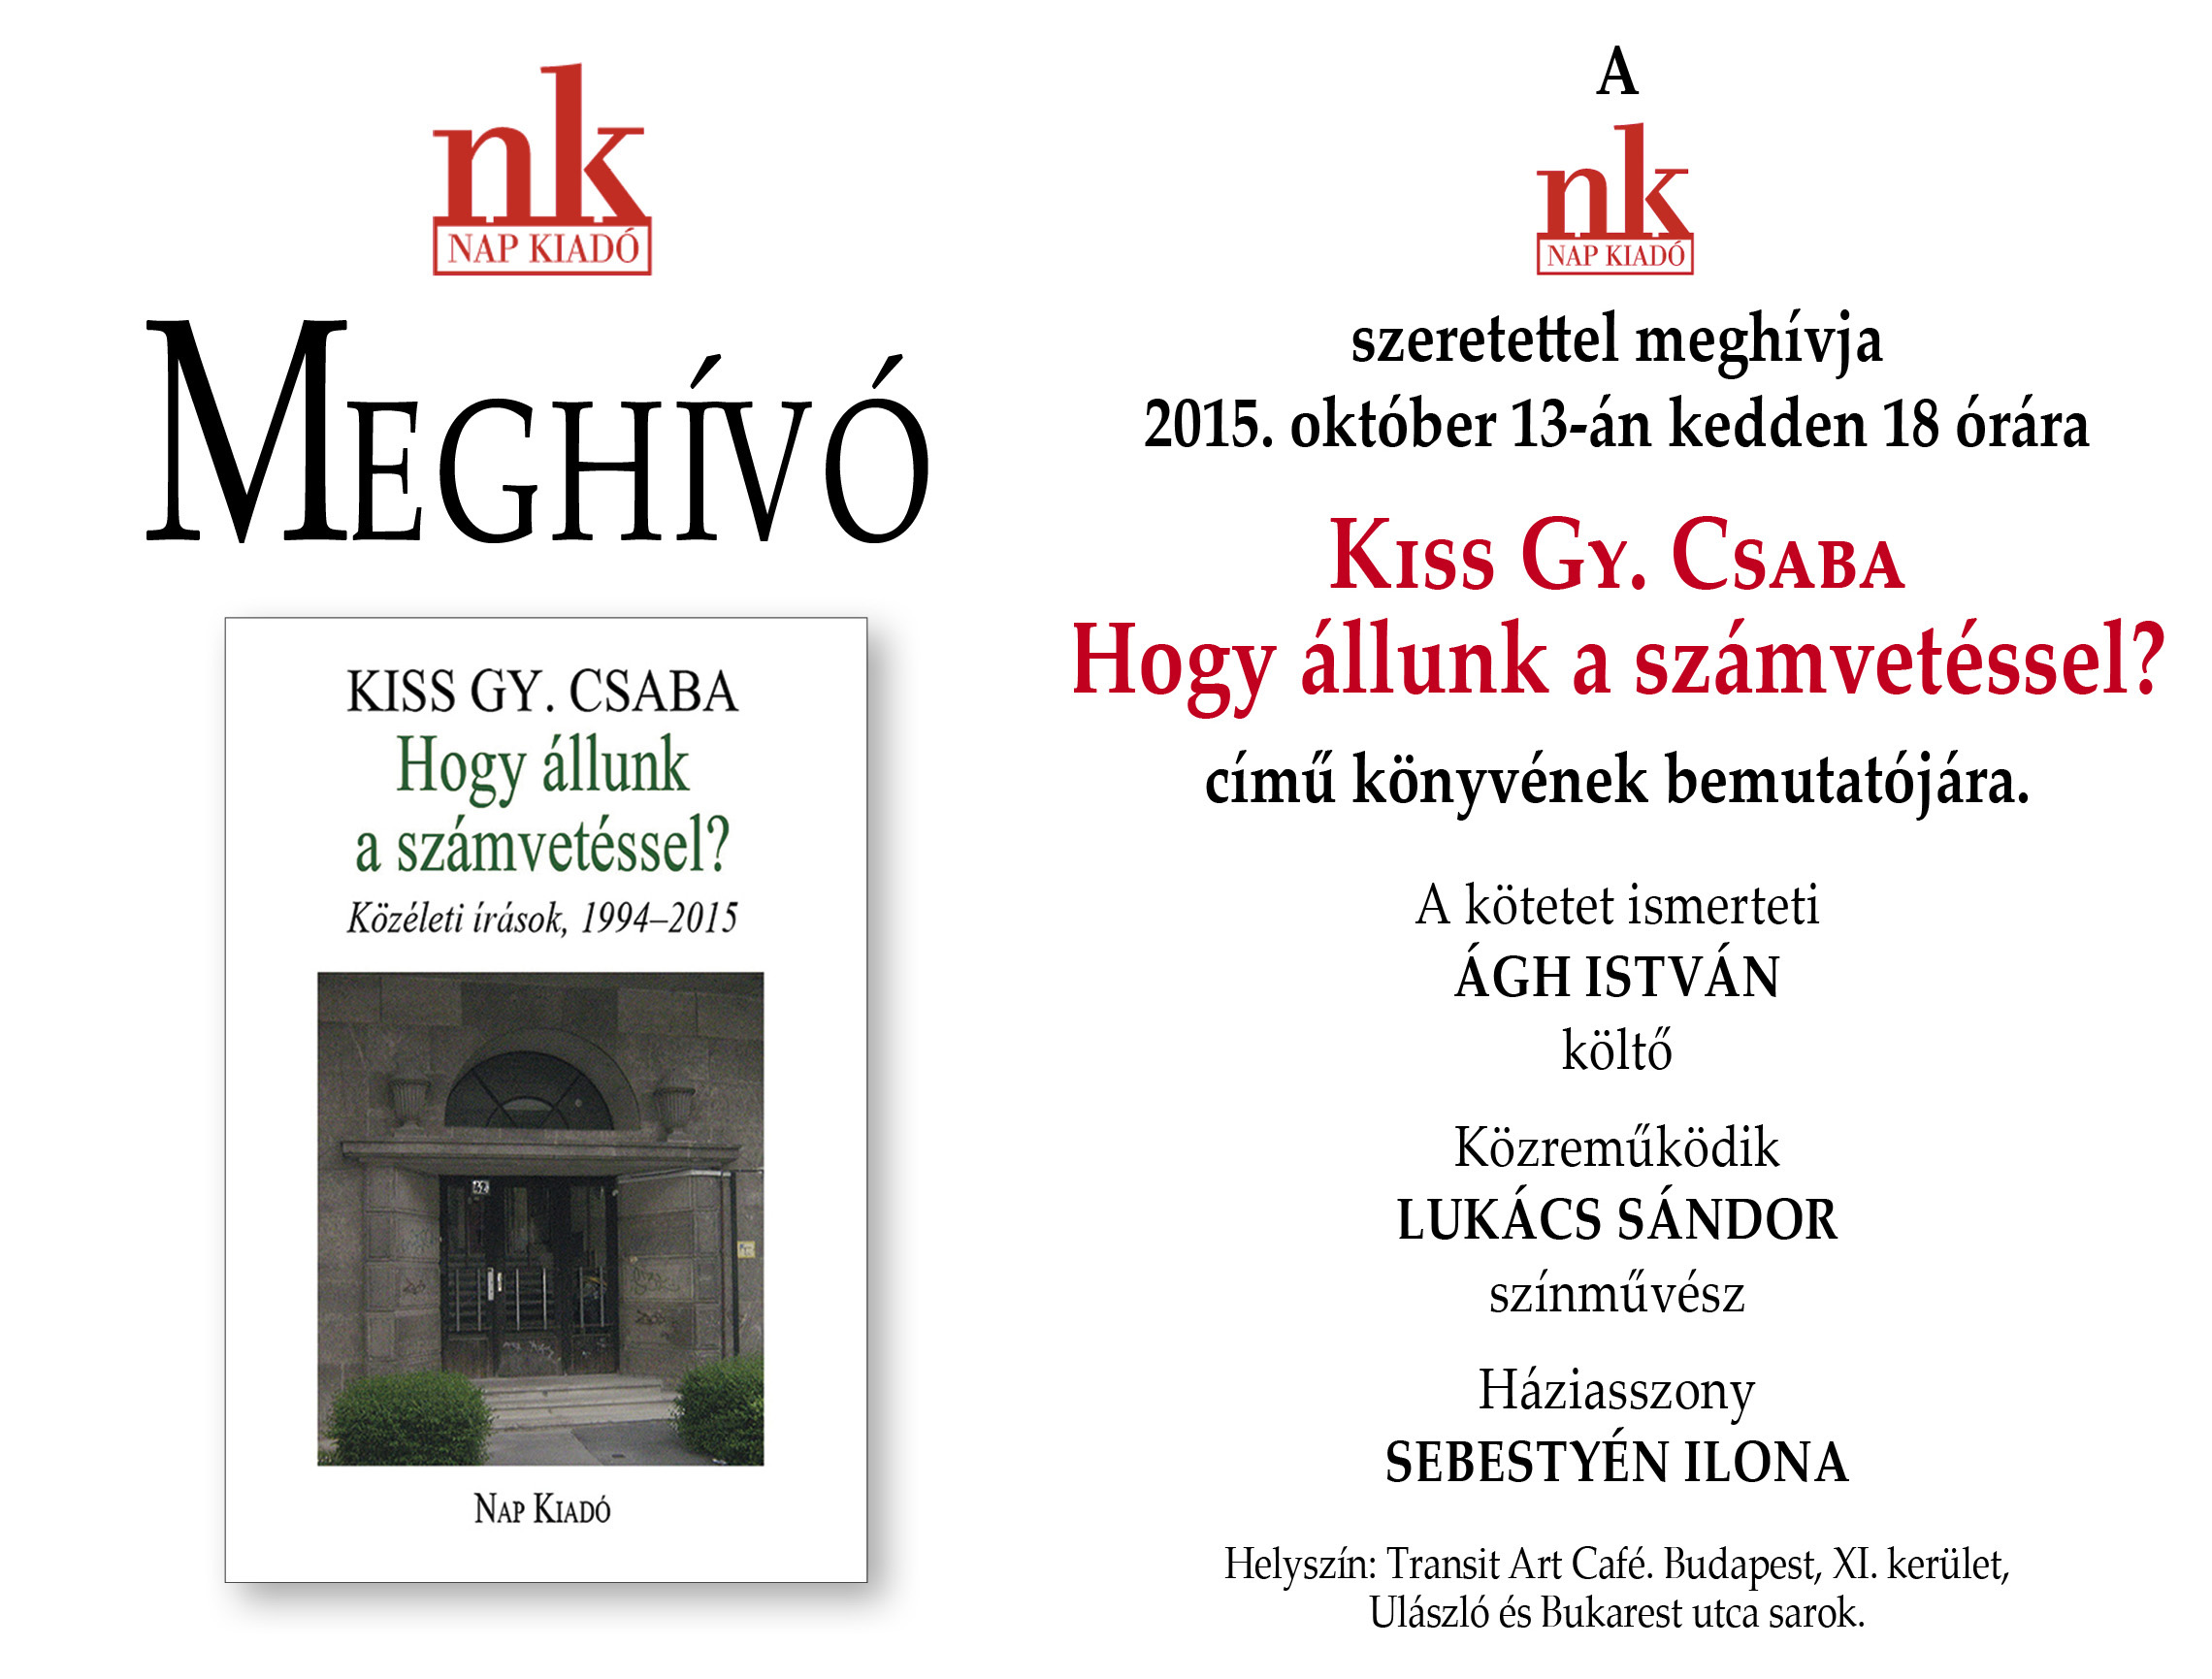 nk
NAP KIADÓ
MEGHÍVÓ
KISS GY. CSABA
Hogy állunk
a számvetéssel?
Közéleti írások, 1994–2015
42
NAP KIADÓ
A
nk
NAP KIADÓ
szeretettel meghívja
2015. október 13-án kedden 18 órára
KISS GY. CSABA
Hogy állunk a számvetéssel?
című könyvének bemutatójára.
A kötetet ismerteti
ÁGH ISTVÁN
költő
Közreműködik
LUKÁCS SÁNDOR
színművész
Háziasszony
SEBESTYÉN ILONA
Helyszín: Transit Art Café. Budapest, XI. kerület,
Ulászló és Bukarest utca sarok.